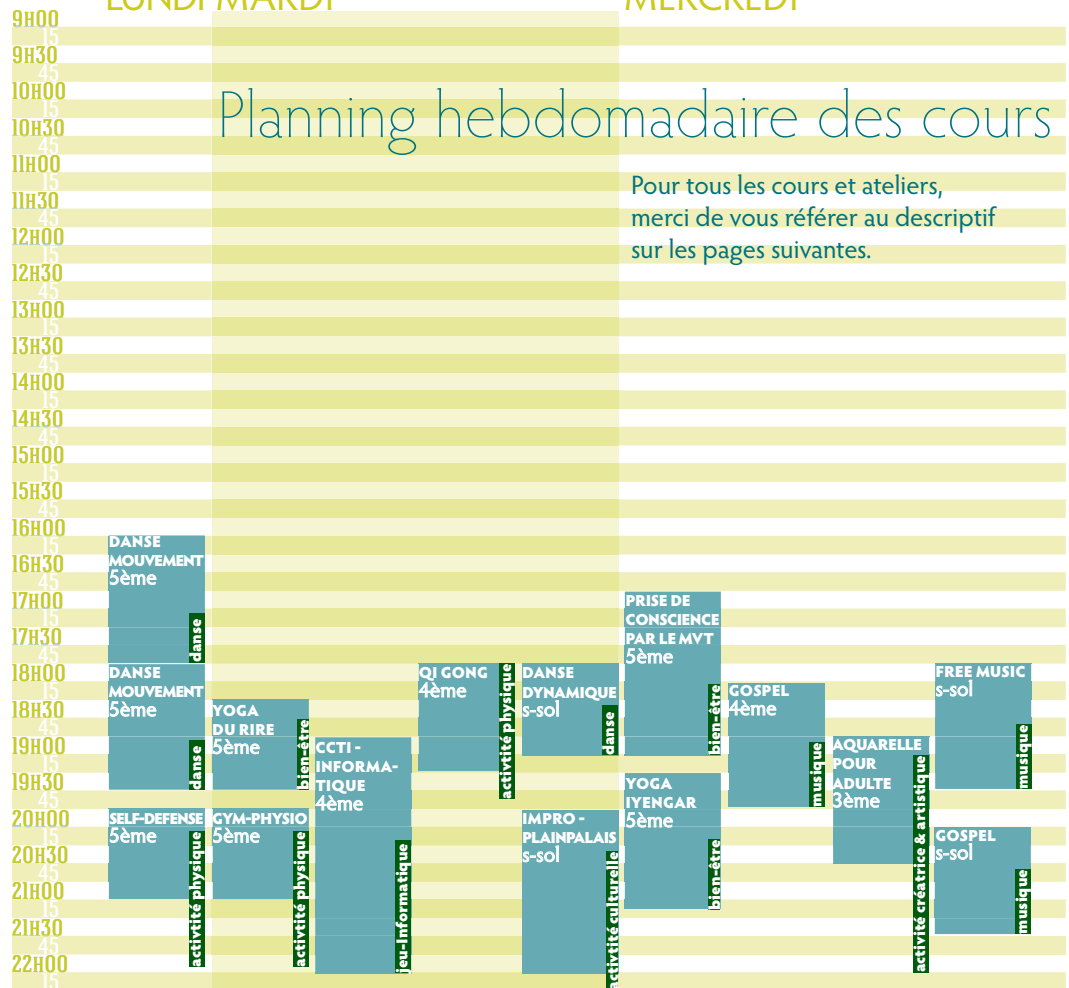 LUNDI MARDI MERCREDI
Planning hebdomadaire des cours
Pour tous les cours et ateliers,
merci de vous référer au descriptif
sur les pages suivantes.
9H00
15
9H30
45
10H00
15
10H30
45
11H00
15
11H30
45
12H00
15
12H30
45
13H00
15
13H30
45
14H00
15
14H30
45
15H00
15
15H30
45
16H00
15
16H30
45
17H00
15
17H30
45
18H00
15
18H30
45
19H00
15
19H30
45
20H00
15
20H30
45
21H00
15
21H30
45
22H00
15
DANSE
MOUVEMENT
5ème
danse
DANSE
MOUVEMENT
5ème
danse
SELF-DEFENSE
5ème
activtité physique
YOGA
DU RIRE
5ème
bien-être
GYM-PHYSIO
5ème
activtité physique
CCTI -
INFORMA-
TIQUE
4ème
jeu-Informatique
QI GONG
4ème
activtité physique
DANSE
DYNAMIQUE
s-sol
danse
IMPRO -
PLAINPALAIS
s-sol
activtité culturelle
PRISE DE
CONSCIENCE
PAR LE MVT
5ème
bien-être
YOGA
IYENGAR
5ème
bien-être
GOSPEL
4ème
musique
AQUARELLE
POUR
ADULTE
3ème
activité créatrice & artistique
FREE MUSIC
s-sol
musique
GOSPEL
s-sol
musique